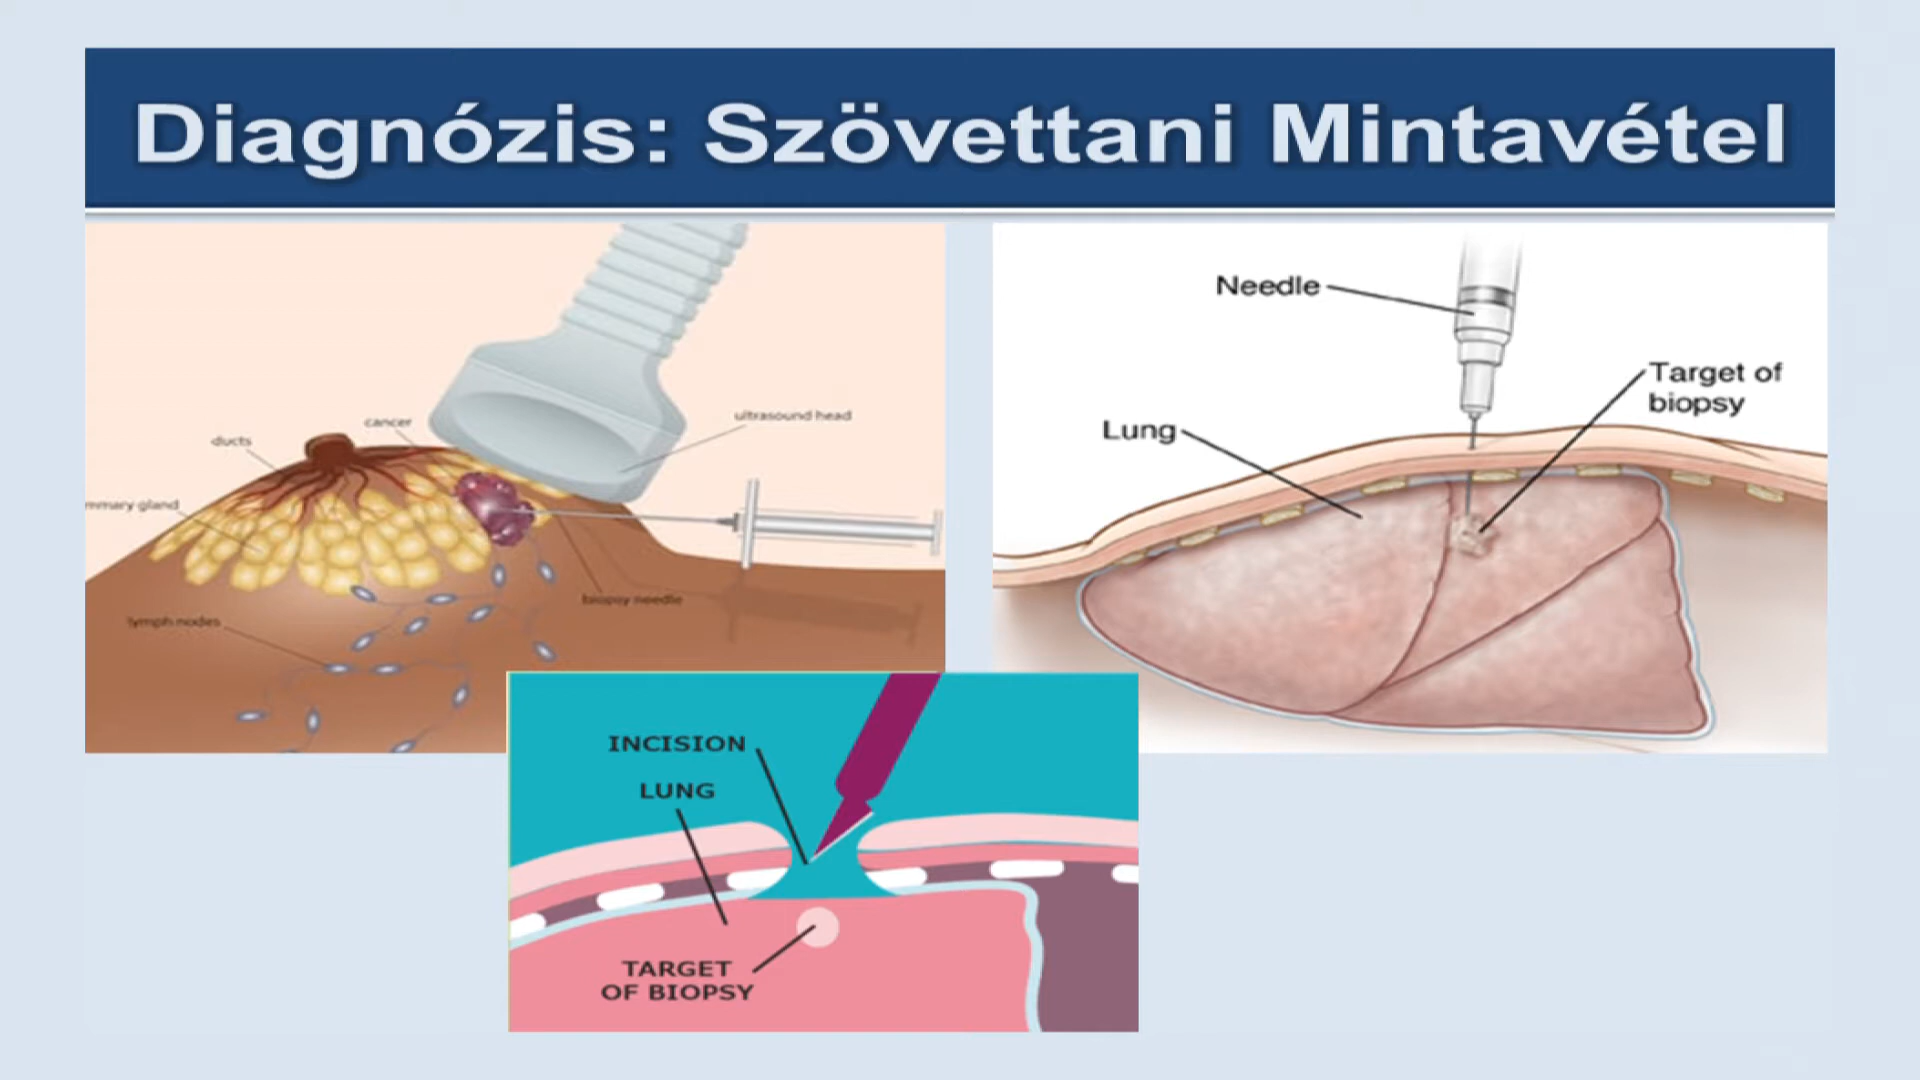 Diagnózis: Szövettani Mintavétel
ultrasound head
cancer
ducts
mmary gland
biopsy needle
lymph nodes
Needle
Target of
biopsy
Lung
INCISION
LUNG
TARGET
OF BIOPSY